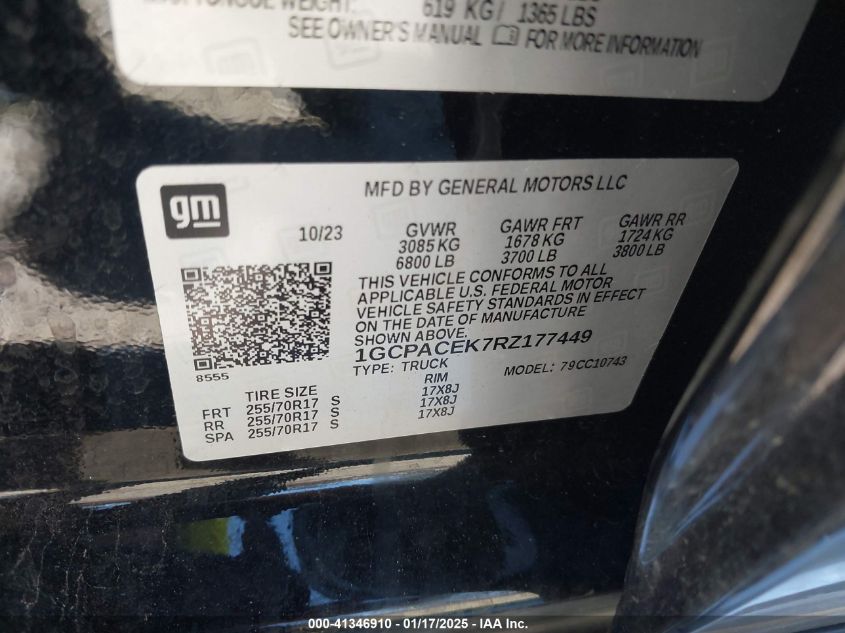 TONGUE WEIGHT: 619 KG/ 1365 LBS
SEE OWNER'S MANUAL FOR MORE INFORMATION
gm
MFD BY GENERAL MOTORS LLC
10/23 GVWR GAWR FRT GAWR RR
3085 KG 1678 KG 1724 KG
6800 LB 3700 LB 3800 LB
THIS VEHICLE CONFORMS TO ALL
APPLICABLE U.S. FEDERAL MOTOR
VEHICLE SAFETY STANDARDS IN EFFECT
ON THE DATE OF MANUFACTURE
SHOWN ABOVE.
1GCPACEK7RZ177449
8555
TYPE: TRUCK MODEL: 79CC10743
TIRE SIZE RIM
FRT 255/70R17 S 17X8J
RR 255/70R17 S 17X8J
SPA 255/70R17 S 17X8J
000-41346910 - 01/17/2025 - IAA Inc.